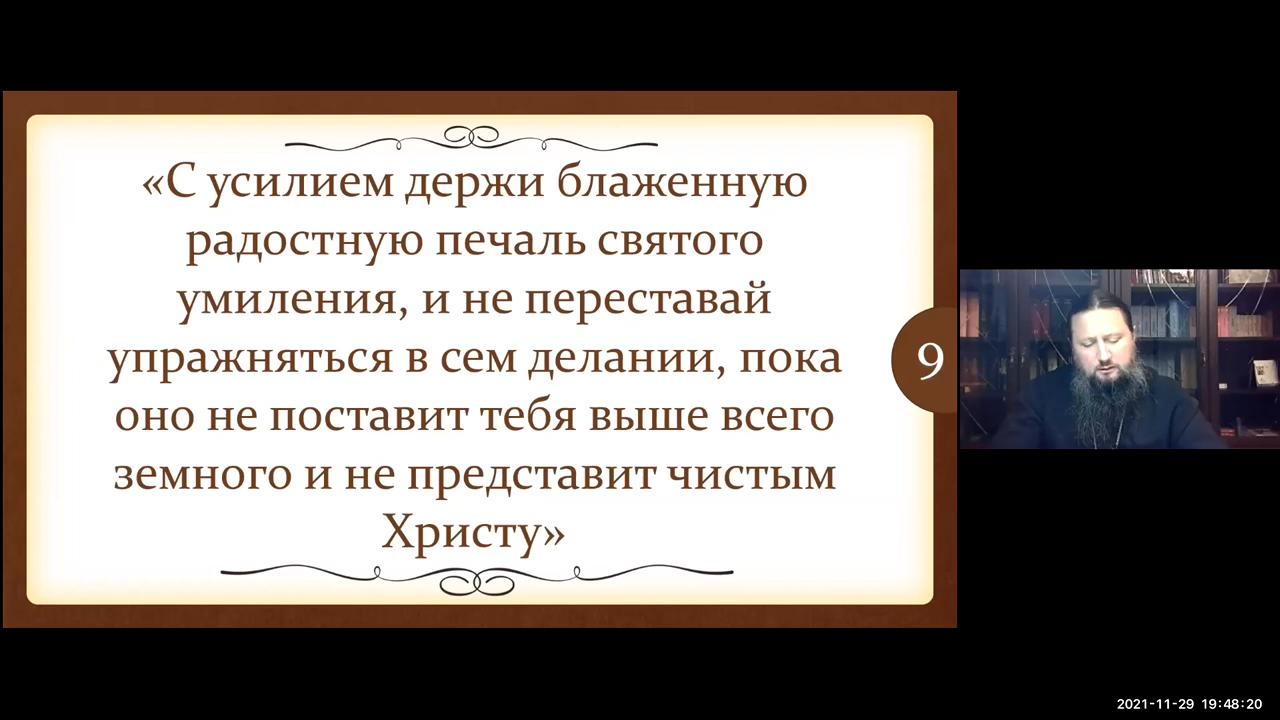 «С усилием держи блаженную
радостную печаль святого
умиления, и не переставай
упражняться в сем делании, пока
оно не поставит тебя выше всего
земного и не представит чистым
Христу»
9
2021-11-29 19:48:20